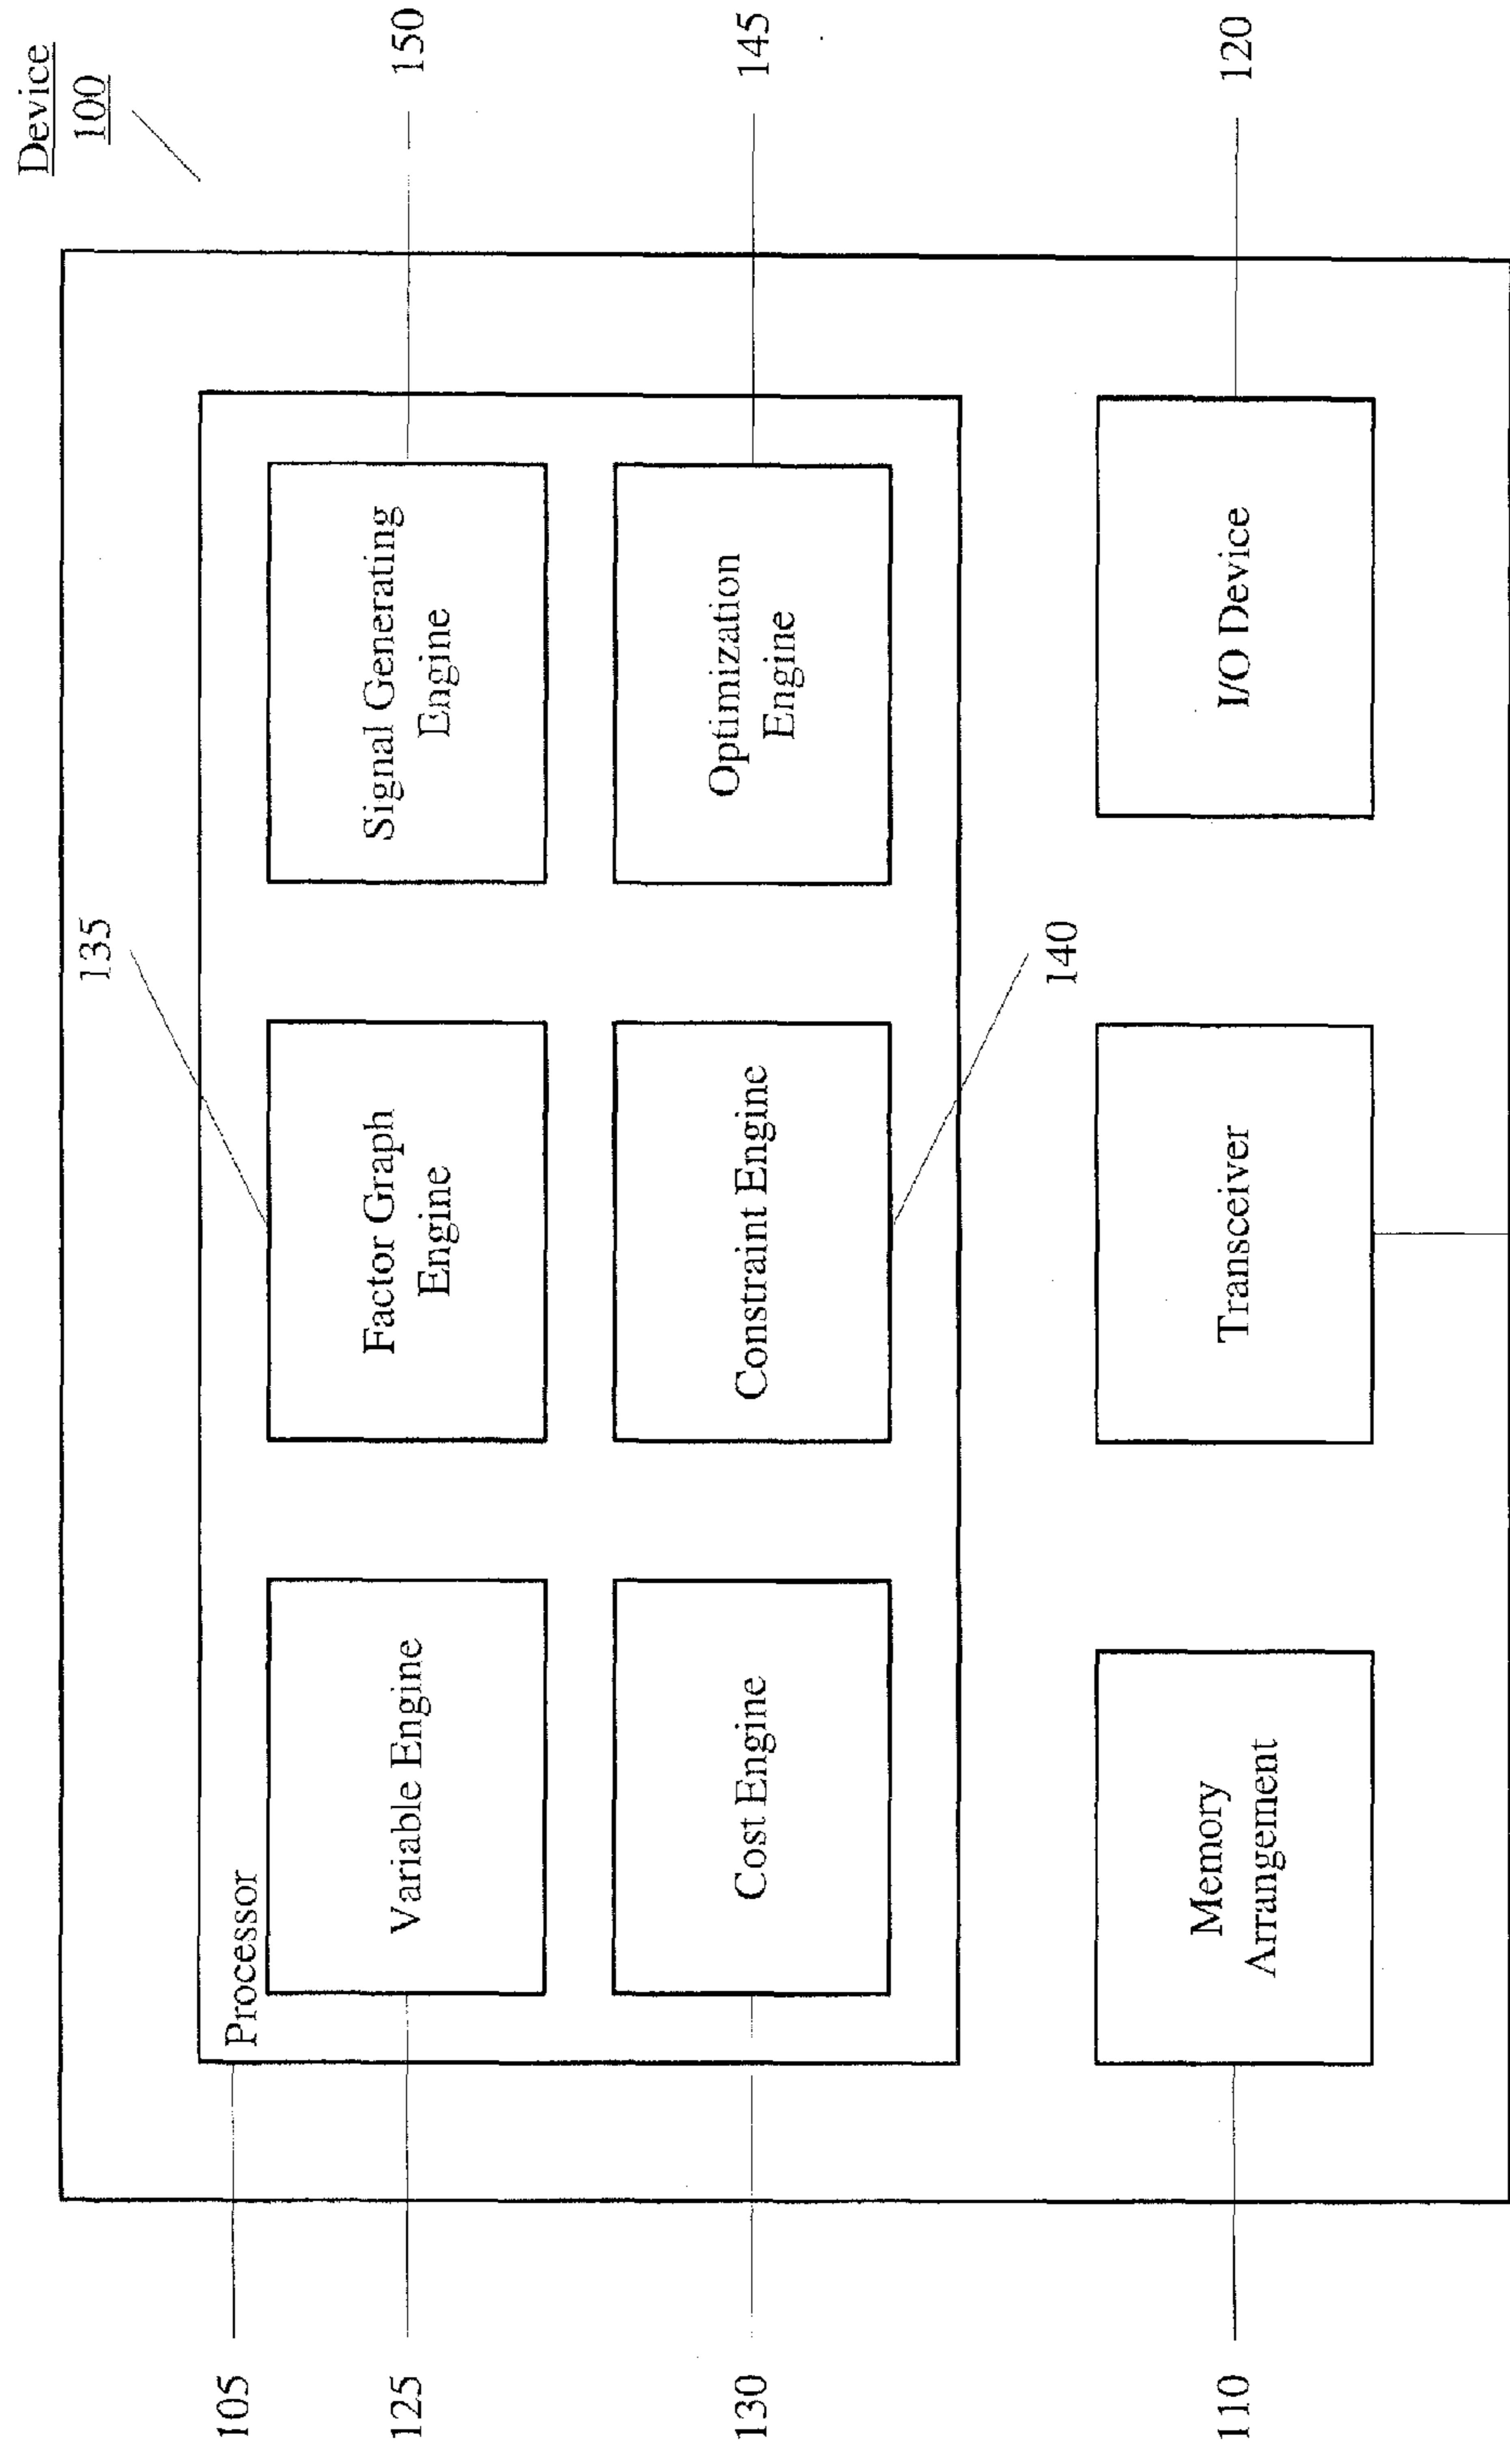 Device
100
Processor
105
Variable Engine
125
Factor Graph
Engine
135
Signal Generating
Engine
150
Cost Engine
130
Constraint Engine
140
Optimization
Engine
145
Memory
Arrangement
110
Transceiver
I/O Device
120